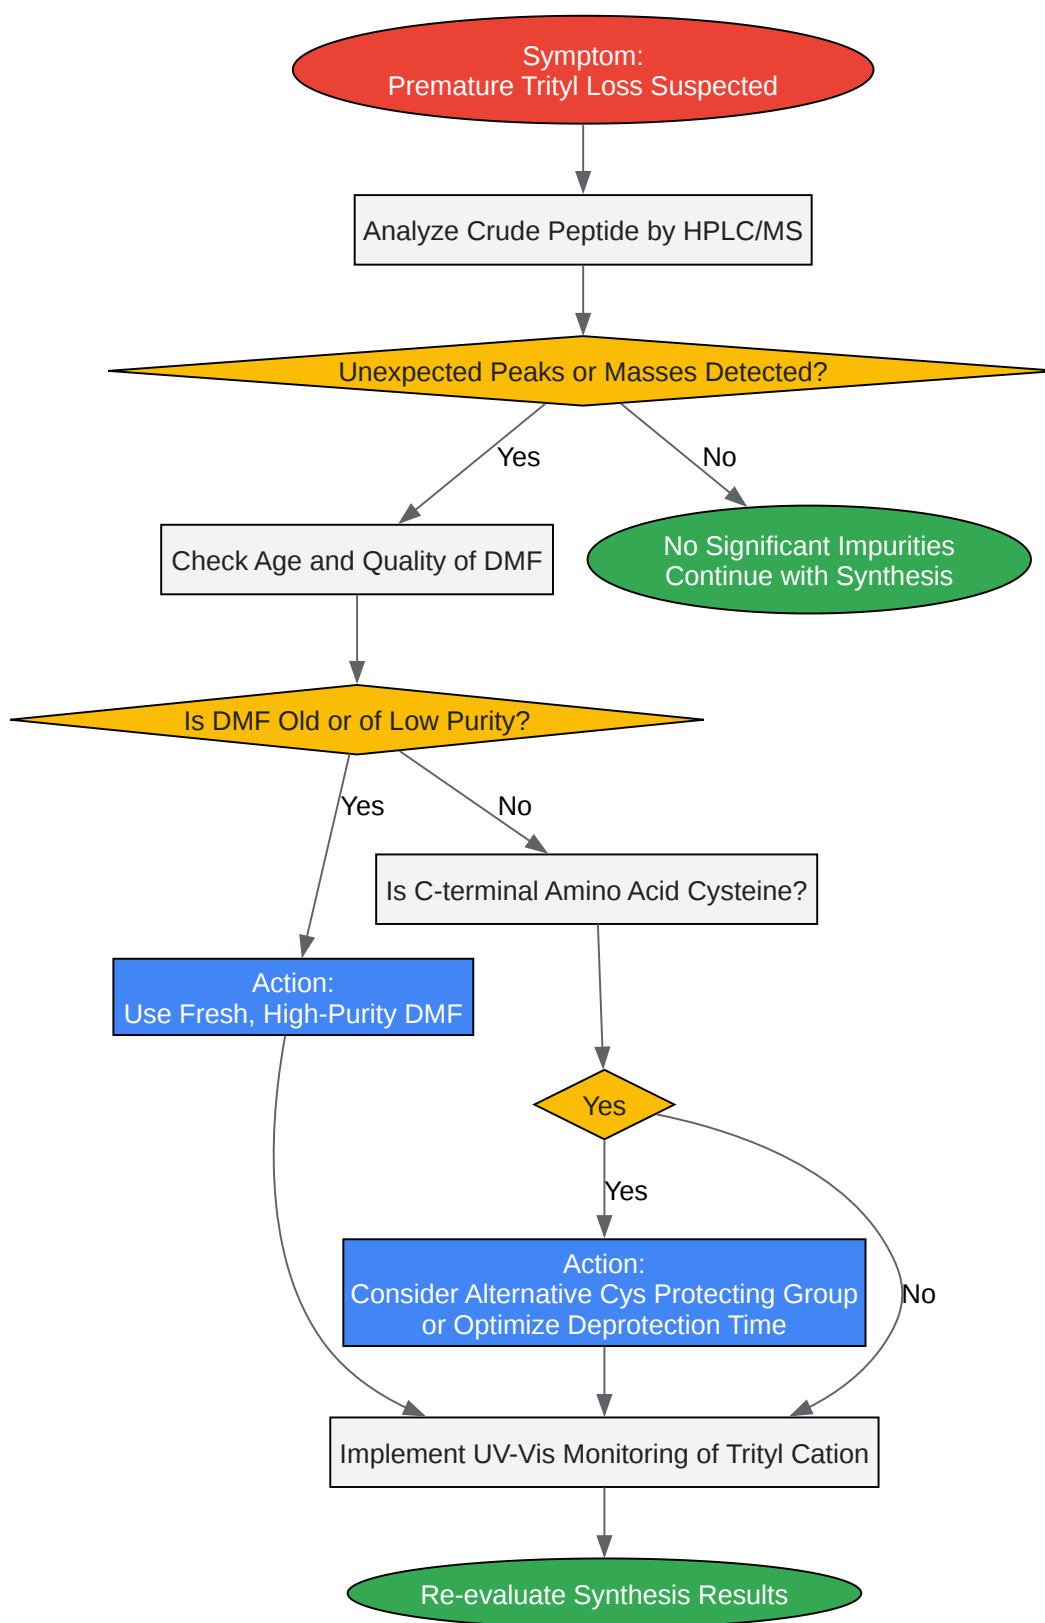 Symptom:
Premature Trityl Loss Suspected
Analyze Crude Peptide by HPLC/MS
Unexpected Peaks or Masses Detected?
Yes
No
Check Age and Quality of DMF
No Significant Impurities
Continue with Synthesis
Is DMF Old or of Low Purity?
Yes
No
Is C-terminal Amino Acid Cysteine?
Action:
Use Fresh, High-Purity DMF
Yes
Yes
Action:
Consider Alternative Cys Protecting Group
or Optimize Deprotection Time
No
Implement UV-Vis Monitoring of Trityl Cation
Re-evaluate Synthesis Results